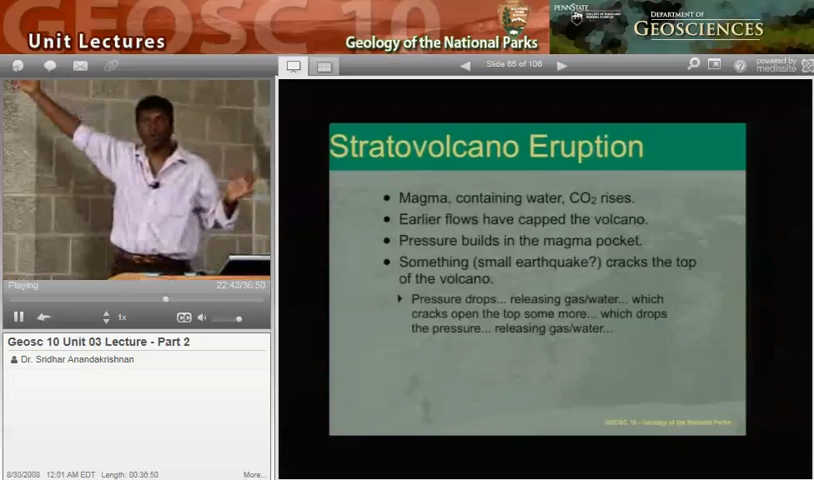 GEOSC 10
Unit Lectures
Geology of the National Parks
PENNSTATE
DEPARTMENT OF
GEOSCIENCES
Slide 65 of 106
powered by
mediasite
Stratovolcano Eruption
• Magma, containing water, CO₂ rises.
• Earlier flows have capped the volcano.
• Pressure builds in the magma pocket.
• Something (small earthquake?) cracks the top
of the volcano.
Pressure drops... releasing gas/water... which
cracks open the top some more... which drops
the pressure... releasing gas/water...
GEOSC 10 - Geology of the National Parks
Playing
22:43/36:50
1x
CC
Geosc 10 Unit 03 Lecture - Part 2
Dr. Sridhar Anandakrishnan
8/30/2008 12:01 AM EDT Length: 00:36:50
More...